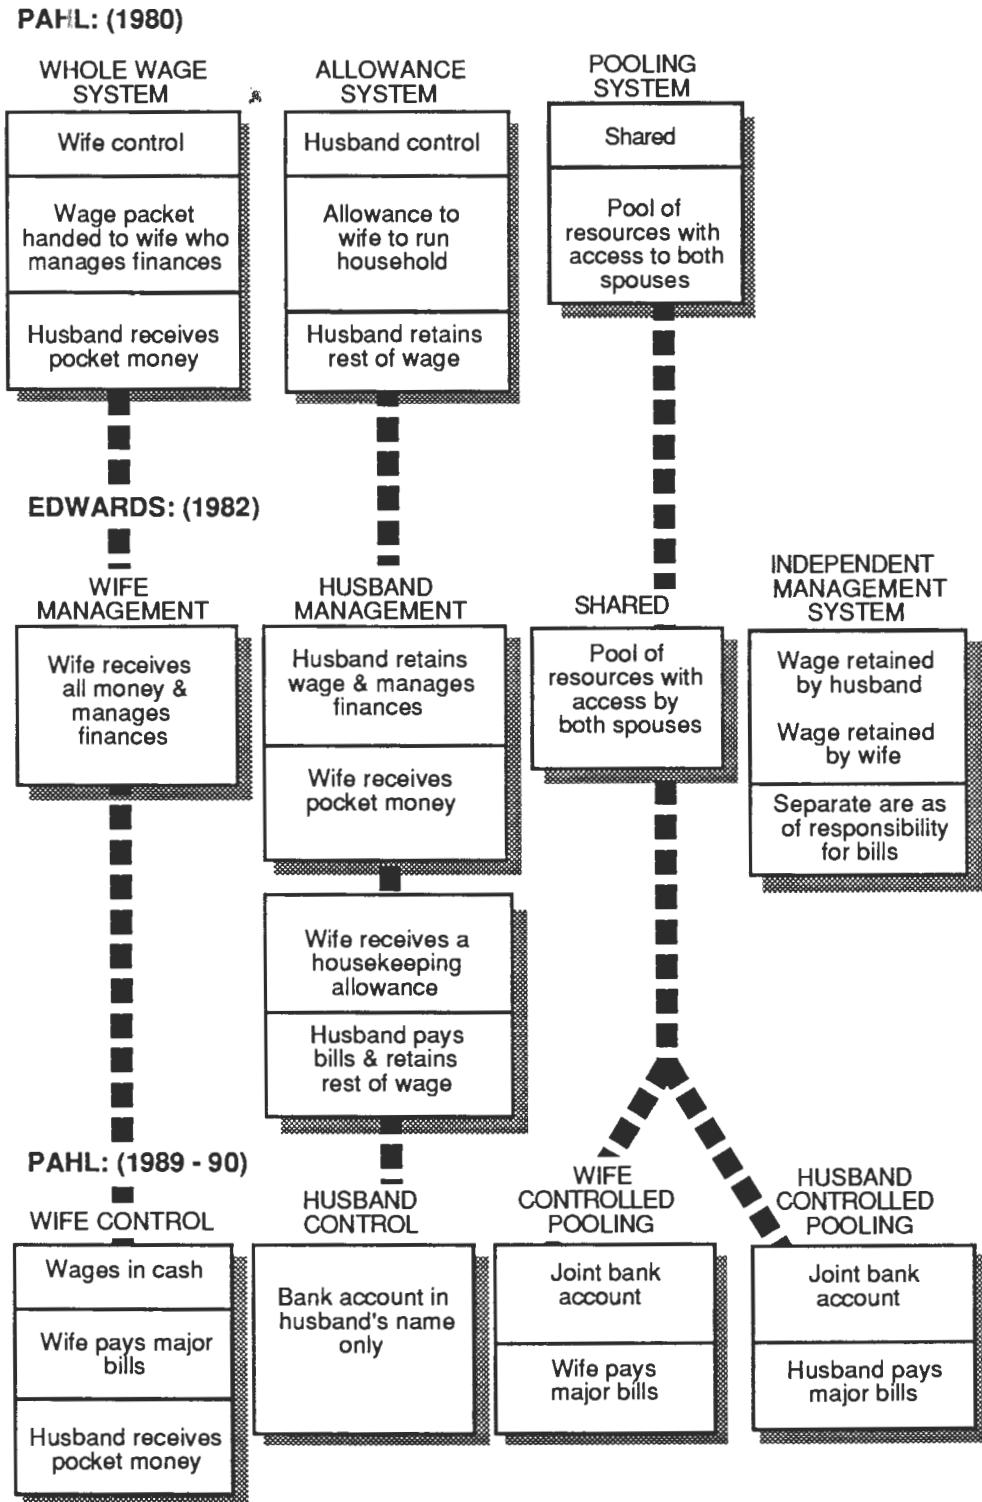 PAHL: (1980)
WHOLE WAGE
SYSTEM
Wife control
Wage packet
handed to wife who
manages finances
Husband receives
pocket money
ALLOWANCE
SYSTEM
Husband control
Allowance to
wife to run
household
Husband retains
rest of wage
POOLING
SYSTEM
Shared
Pool of
resources with
access to both
spouses
EDWARDS: (1982)
WIFE
MANAGEMENT
Wife receives
all money &
manages
finances
HUSBAND
MANAGEMENT
Husband retains
wage & manages
finances
Wife receives
pocket money
Wife receives a
housekeeping
allowance
Husband pays
bills & retains
rest of wage
SHARED
Pool of
resources with
access by
both spouses
INDEPENDENT
MANAGEMENT
SYSTEM
Wage retained
by husband
Wage retained
by wife
Separate are as
of responsibility
for bills
PAHL: (1989 - 90)
WIFE CONTROL
Wages in cash
Wife pays major
bills
Husband receives
pocket money
HUSBAND
CONTROL
Bank account in
husband's name
only
WIFE
CONTROLLED
POOLING
Joint bank
account
Wife pays
major bills
HUSBAND
CONTROLLED
POOLING
Joint bank
account
Husband pays
major bills